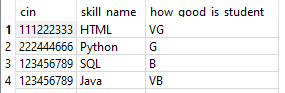 cin skill name how good is student
1 111222333 HTML VG
2 222444666 Python G
3 123456789 SQL B
4 123456789 Java VB